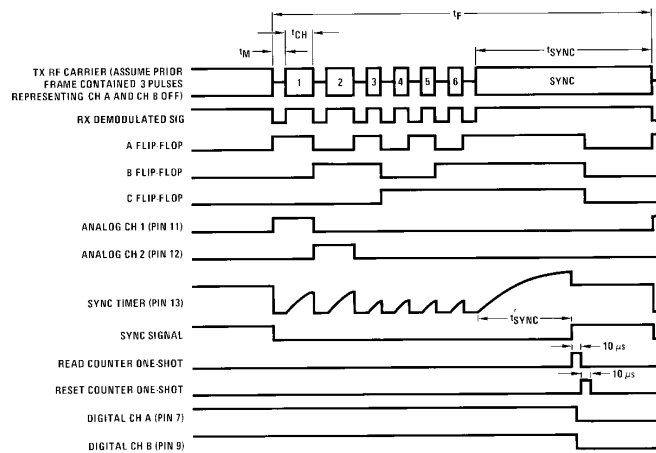 tF
tM
tCH
tSYNC
TX RF CARRIER (ASSUME PRIOR
FRAME CONTAINED 3 PULSES
REPRESENTING CH A AND CH B OFF)
1 2 3 4 5 6 SYNC
RX DEMODULATED SIG
A FLIP-FLOP
B FLIP-FLOP
C FLIP-FLOP
ANALOG CH 1 (PIN 11)
ANALOG CH 2 (PIN 12)
SYNC TIMER (PIN 13)
t'SYNC
SYNC SIGNAL
10 μs
READ COUNTER ONE-SHOT
10 μs
RESET COUNTER ONE-SHOT
DIGITAL CH A (PIN 7)
DIGITAL CH B (PIN 9)